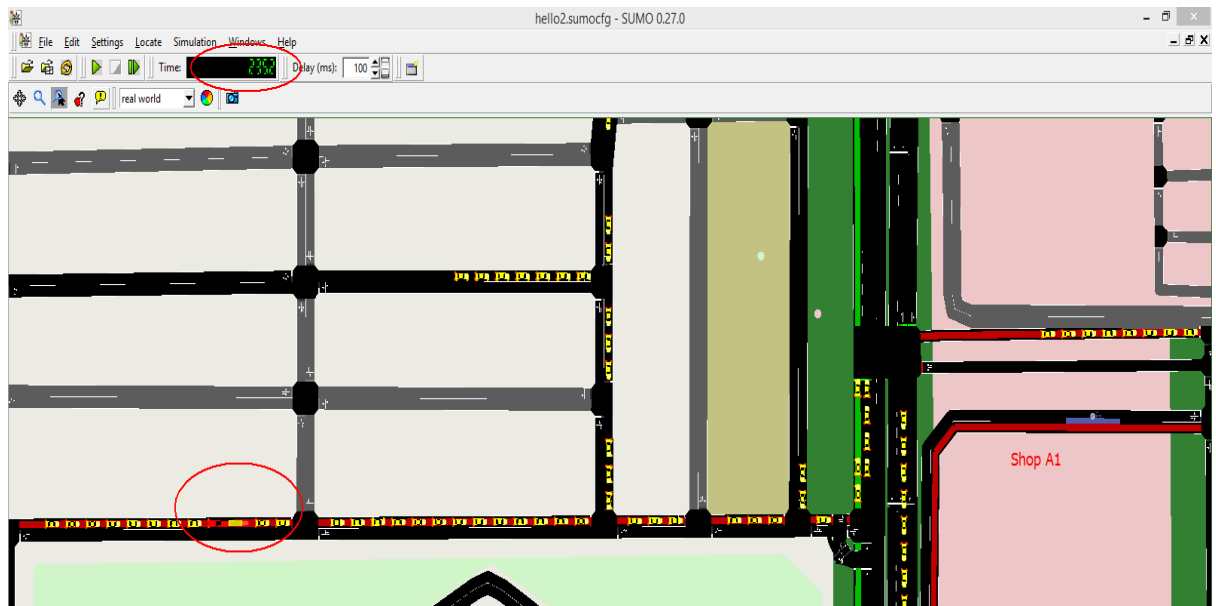 hello2.sumocfg - SUMO 0.27.0
File Edit Settings Locate Simulation Windows Help
Time: 2352 Delay (ms): 100
real world
Shop A1